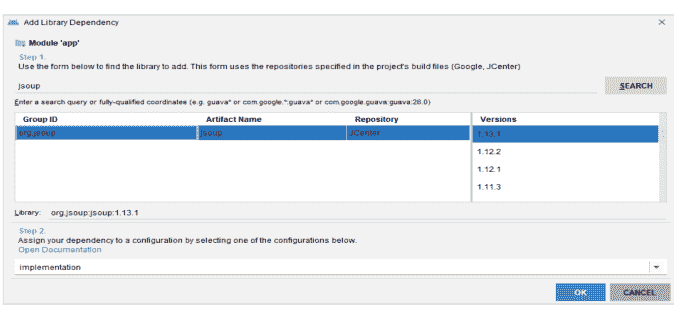 Add Library Dependency
Module 'app'
Step 1.
Use the form below to find the library to add. This form uses the repositories specified in the project's build files (Google, JCenter)
jsoup
SEARCH
Enter a search query or fully-qualified coordinates (e.g. guava* or com.google.*:guava* or com.google.guava:guava:26.0)
Group ID Artifact Name Repository Versions
org.jsoup jsoup JCenter 1.13.1
1.12.2
1.12.1
1.11.3
Library: org.jsoup:jsoup:1.13.1
Step 2.
Assign your dependency to a configuration by selecting one of the configurations below.
Open Documentation
implementation
OK CANCEL